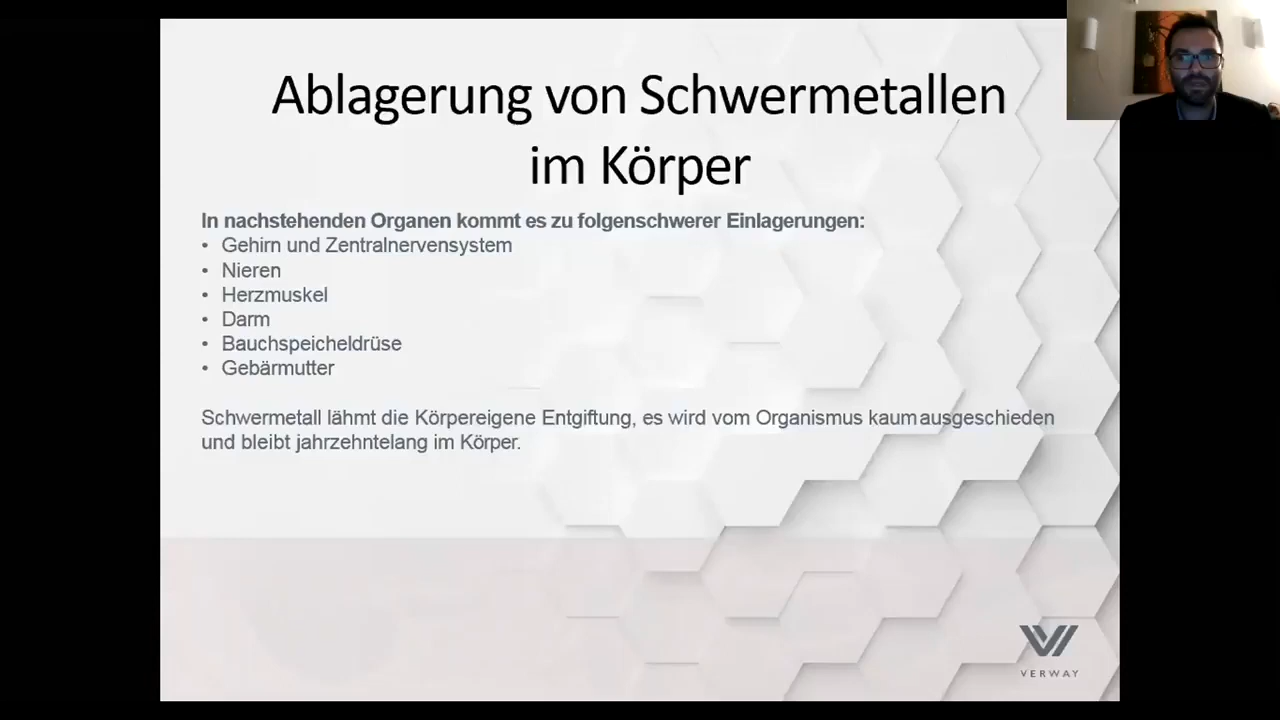 Ablagerung von Schwermetallen
im Körper
In nachstehenden Organen kommt es zu folgenschwerer Einlagerungen:
• Gehirn und Zentralnervensystem
• Nieren
• Herzmuskel
• Darm
• Bauchspeicheldrüse
• Gebärmutter
Schwermetall lähmt die Körpereigene Entgiftung, es wird vom Organismus kaum ausgeschieden
und bleibt jahrzehntelang im Körper.
VERWAY